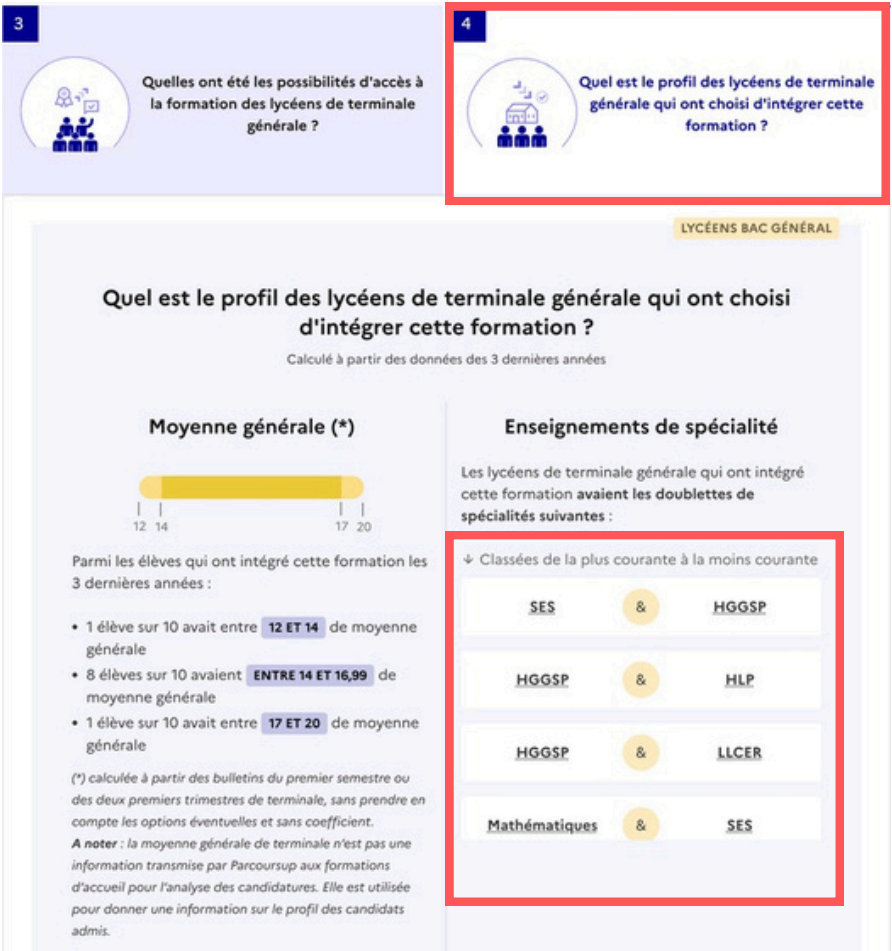 3
Quelles ont été les possibilités d'accès à
la formation des lycéens de terminale
générale ?
4
Quel est le profil des lycéens de terminale
générale qui ont choisi d'intégrer cette
formation ?
LYCÉENS BAC GÉNÉRAL
Quel est le profil des lycéens de terminale générale qui ont choisi
d'intégrer cette formation ?
Calculé à partir des données des 3 dernières années
Moyenne générale (*)
12 14 17 20
Parmi les élèves qui ont intégré cette formation les
3 dernières années :
• 1 élève sur 10 avait entre 12 ET 14 de moyenne
générale
• 8 élèves sur 10 avaient ENTRE 14 ET 16,99 de
moyenne générale
• 1 élève sur 10 avait entre 17 ET 20 de moyenne
générale
(*) calculée à partir des bulletins du premier semestre ou
des deux premiers trimestres de terminale, sans prendre en
compte les options éventuelles et sans coefficient.
A noter : la moyenne générale de terminale n'est pas une
information transmise par Parcoursup aux formations
d'accueil pour l'analyse des candidatures. Elle est utilisée
pour donner une information sur le profil des candidats
admis.
Enseignements de spécialité
Les lycéens de terminale générale qui ont intégré
cette formation avaient les doublettes de
spécialités suivantes :
↓ Classées de la plus courante à la moins courante
SES & HGGSP
HGGSP & HLP
HGGSP & LLCER
Mathématiques & SES